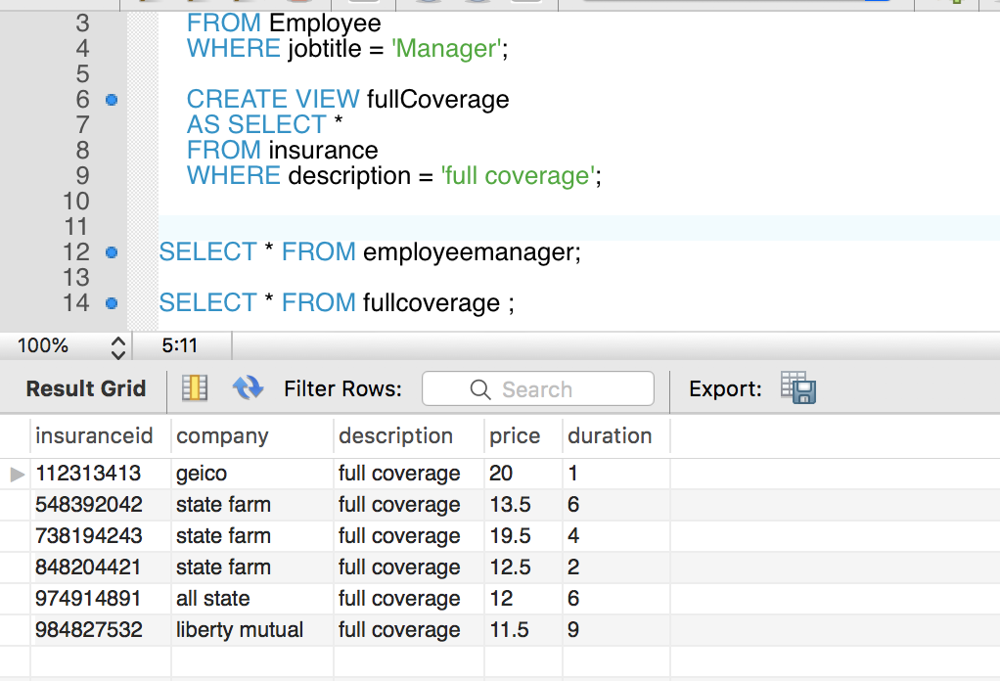 3 FROM Employee
4 WHERE jobtitle = 'Manager';
5
6 CREATE VIEW fullCoverage
7 AS SELECT *
8 FROM insurance
9 WHERE description = 'full coverage';
10
11
12 SELECT * FROM employeemanager;
13
14 SELECT * FROM fullcoverage ;
100% 5:11
Result Grid Filter Rows: Search Export:
insuranceid company description price duration
112313413 geico full coverage 20 1
548392042 state farm full coverage 13.5 6
738194243 state farm full coverage 19.5 4
848204421 state farm full coverage 12.5 2
974914891 all state full coverage 12 6
984827532 liberty mutual full coverage 11.5 9